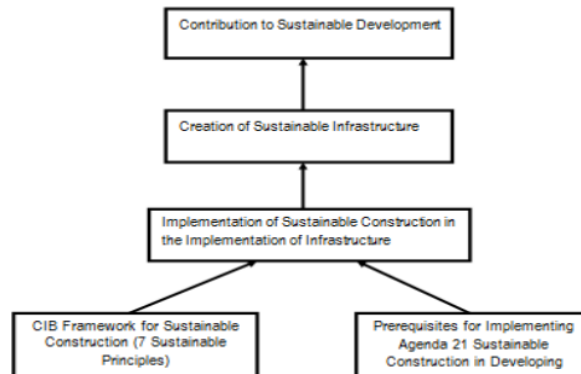 Contribution to Sustainable Development
Creation of Sustainable Infrastructure
Implementation of Sustainable Construction in
the Implementation of Infrastructure
CIB Framework for Sustainable
Construction (7 Sustainable
Principles)
Prerequisites for Implementing
Agenda 21 Sustainable
Construction in Developing